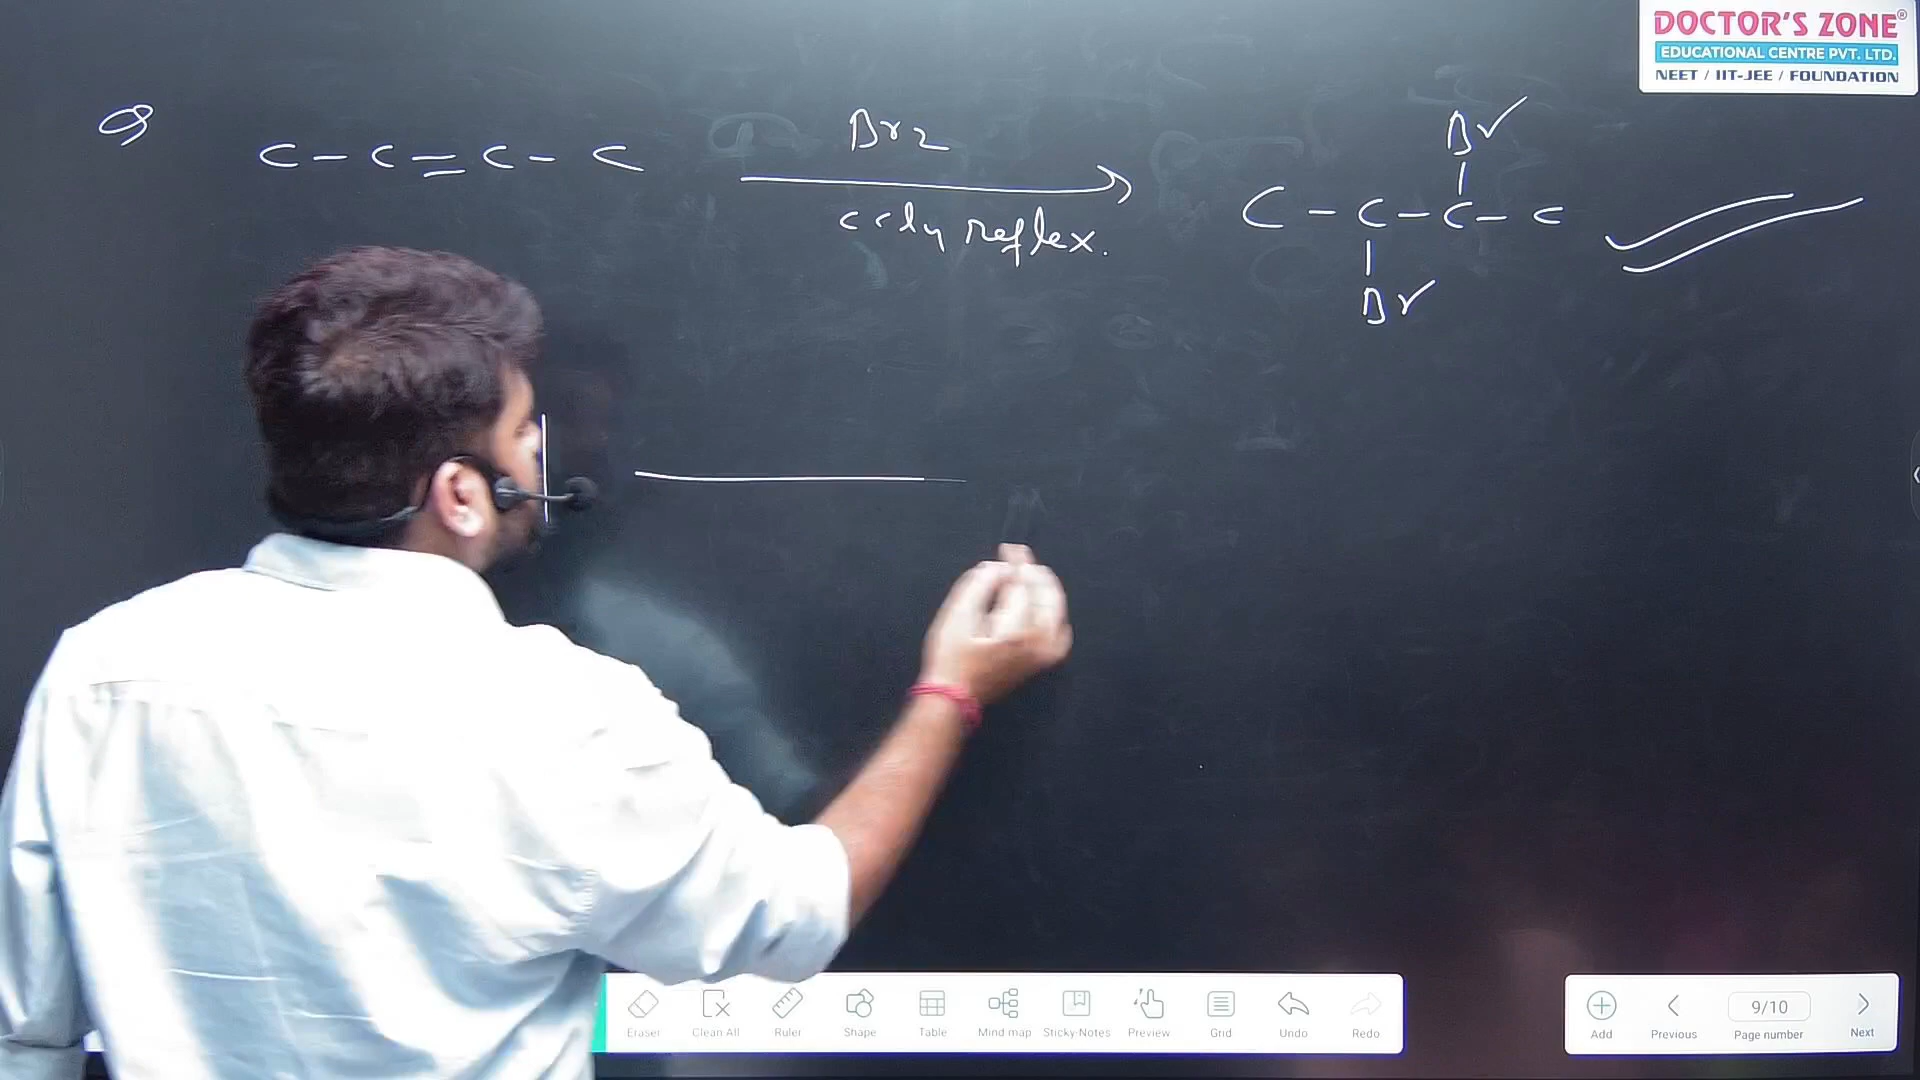 DOCTOR'S ZONE®
EDUCATIONAL CENTRE PVT. LTD.
NEET / IIT-JEE / FOUNDATION
Q
C - C = C - C
Br2
CCl4 reflex.
Br
C - C - C - C
Br
Eraser
Clean All
Ruler
Shape
Table
Mind map
Sticky-Notes
Preview
Grid
Undo
Redo
Add
Previous
9/10
Page number
Next